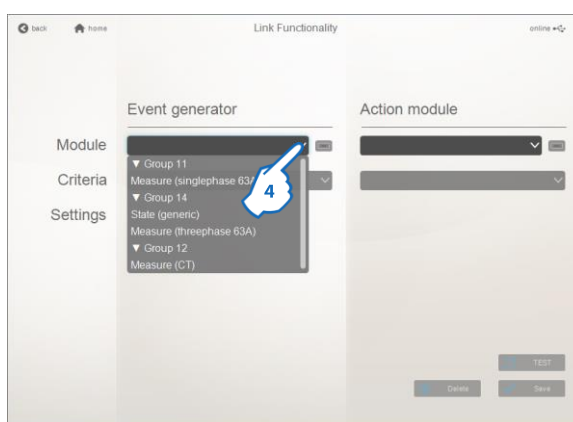 back home Link Functionality online
Event generator Action module
Module
▼ Group 11
Criteria
Measure (singlephase 63A
▼ Group 14
Settings
State (generic)
Measure (threephase 63A)
▼ Group 12
Measure (CT)
4
TEST
Delete Save